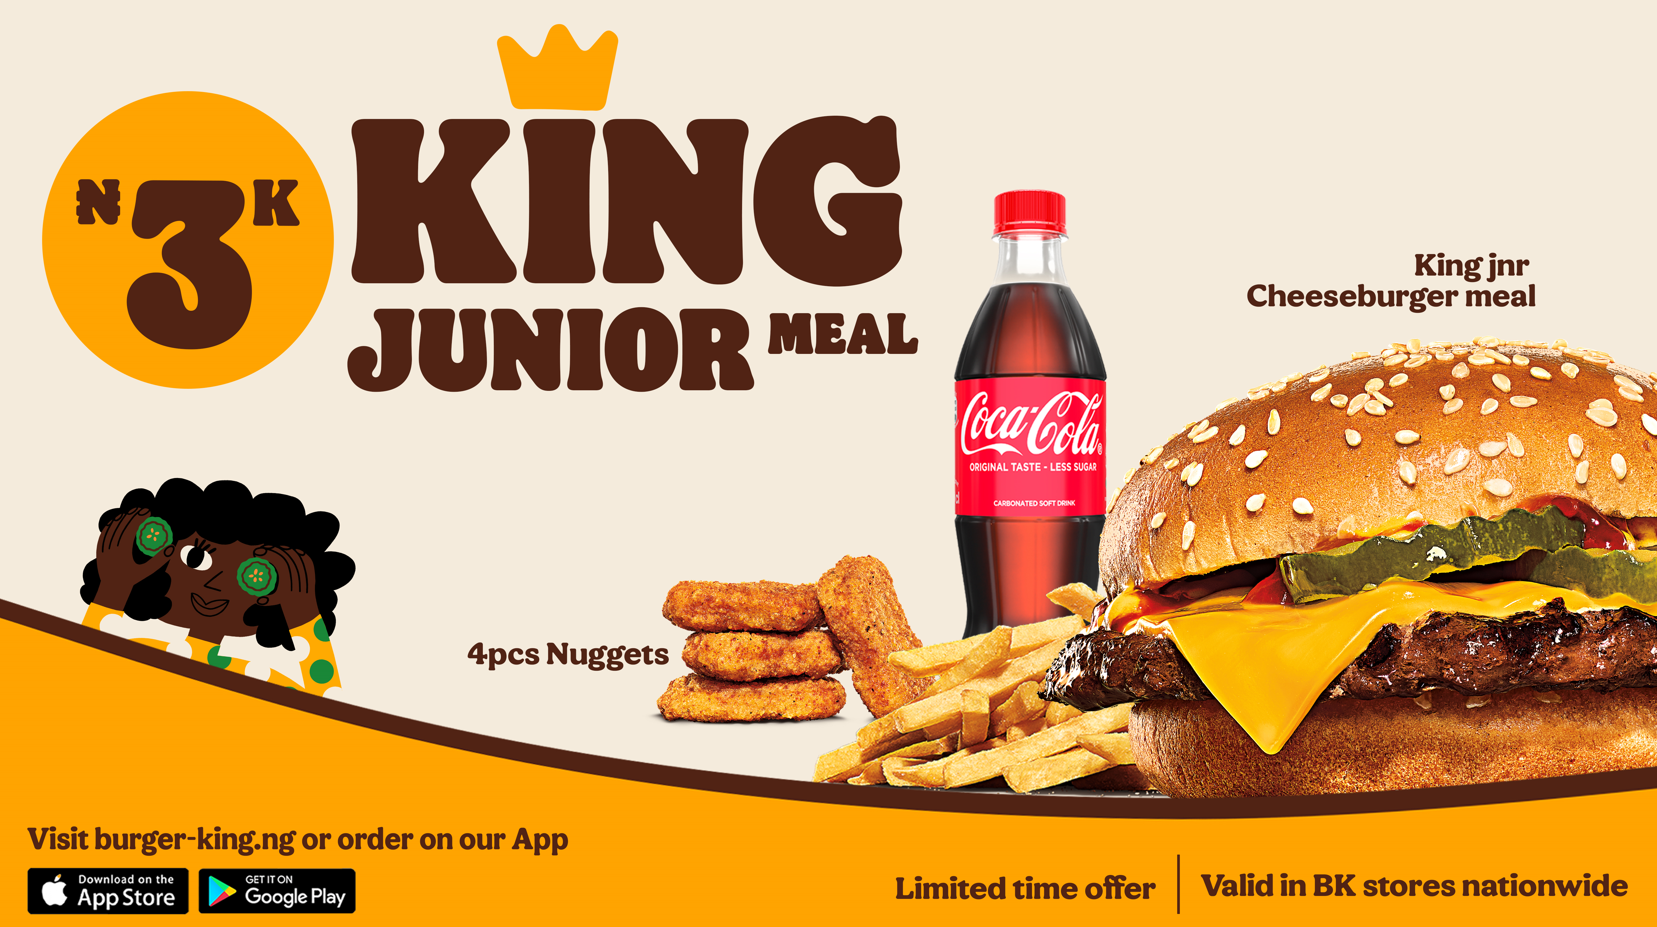 ₦3K
KING
JUNIOR MEAL
King jnr
Cheeseburger meal
Coca-Cola
ORIGINAL TASTE - LESS SUGAR
CARBONATED SOFT DRINK
4pcs Nuggets
Visit burger-king.ng or order on our App
Download on the
App Store
GET IT ON
Google Play
Limited time offer
Valid in BK stores nationwide